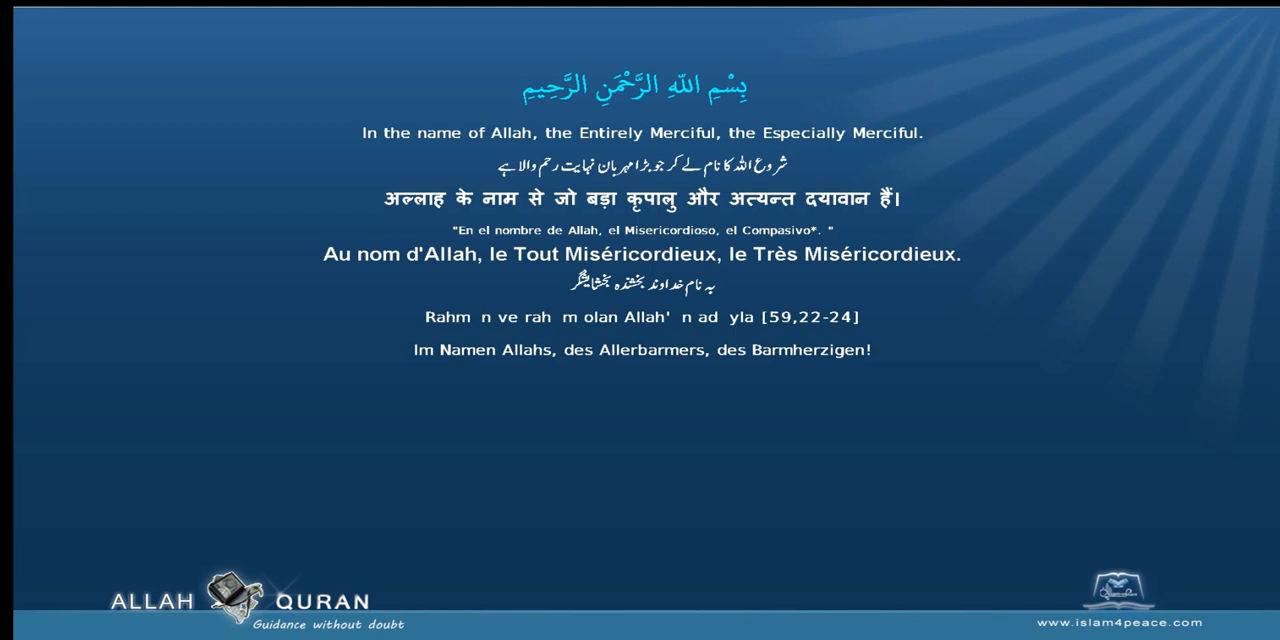 بِسْمِ اللّهِ الرَّحْمَنِ الرَّحِيمِ
In the name of Allah, the Entirely Merciful, the Especially Merciful.
شروع الله کا نام لے کر جو بڑا مہربان نہایت رحم والا ہے
अल्लाह के नाम से जो बड़ा कृपालु और अत्यन्त दयावान हैं।
"En el nombre de Allah, el Misericordioso, el Compasivo*. "
Au nom d'Allah, le Tout Miséricordieux, le Très Miséricordieux.
به نام خداوند بخشنده بخشایشگر
Rahm n ve rah m olan Allah' n ad yla [59,22-24]
Im Namen Allahs, des Allerbarmers, des Barmherzigen!
ALLAH QURAN
Guidance without doubt
www.islam4peace.com